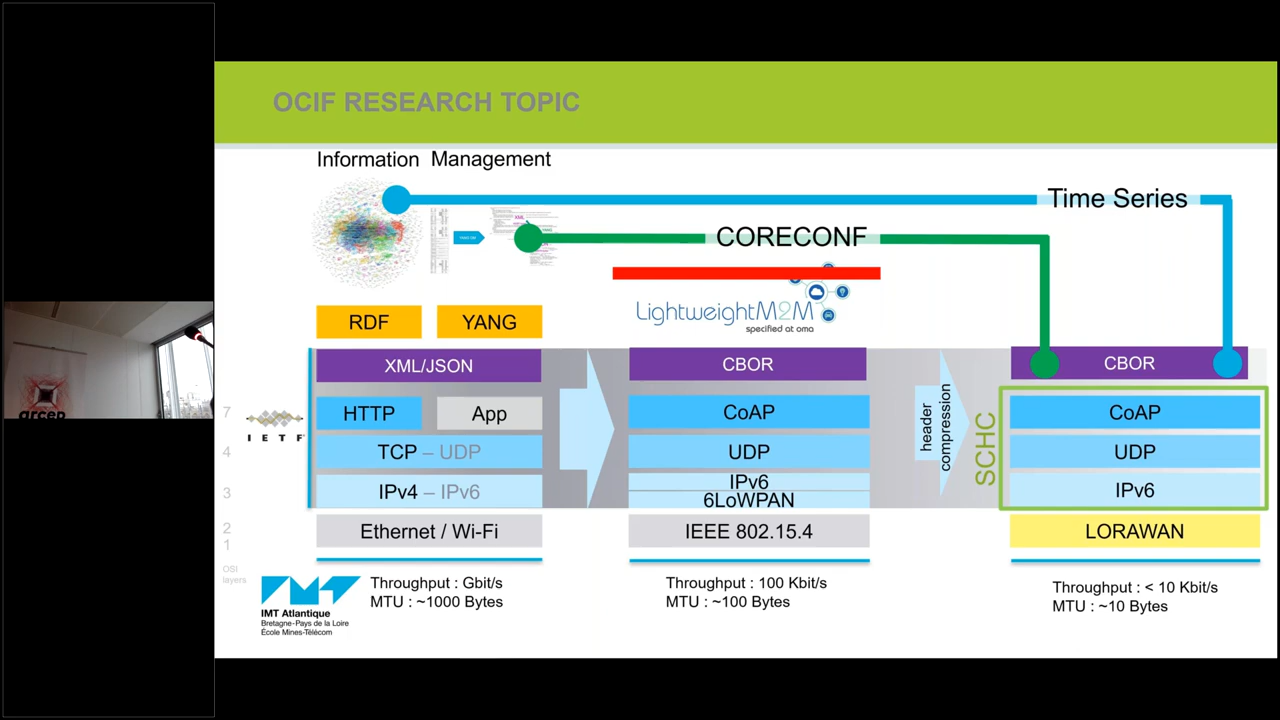 OCIF RESEARCH TOPIC
Information Management
Time Series
CORECONF
LightweightM2M
specified at oma
RDF
YANG
XML/JSON
CBOR
CBOR
7
IETF
HTTP
App
CoAP
CoAP
header compression
SCHC
4
TCP – UDP
UDP
UDP
3
IPv4 – IPv6
IPv6
6LoWPAN
IPv6
2
1
Ethernet / Wi-Fi
IEEE 802.15.4
LORAWAN
OSI
layers
Throughput : Gbit/s
MTU : ~1000 Bytes
Throughput : 100 Kbit/s
MTU : ~100 Bytes
Throughput : < 10 Kbit/s
MTU : ~10 Bytes
IMT Atlantique
Bretagne-Pays de la Loire
École Mines-Télécom
arcep